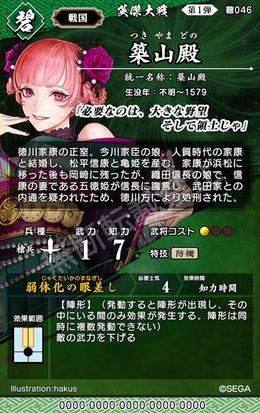 碧
戦国
英傑大戦
第1弾
碧046
つきやまどの
築山殿
統一名称：築山殿
生没年：不明～1579
「必要なのは、大きな野望
そして領土じゃ」
徳川家康の正室。今川家臣の娘。人質時代の家康
と結婚し、松平信康と亀姫を産む。家康が浜松に
移った後も岡崎に残ったが、織田信長の娘で、信
康の妻である五徳姫が信長に讒言し、武田家との
内通を疑われたため、徳川方により処刑された。
兵種
武力
知力
武将コスト
槍兵
1
7
特技
防柵
じゃくたいかのまなざし
弱体化の眼差し
必要士気
4
効果時間
知力時間
効果範囲
【陣形】（発動すると陣形が出現し、その
中にいる間のみ効果が発生する。陣形は同
時に複数発動できない）
敵の武力を下げる
Illustration:hakus
©SEGA
0000-0000-0000-0000-0000